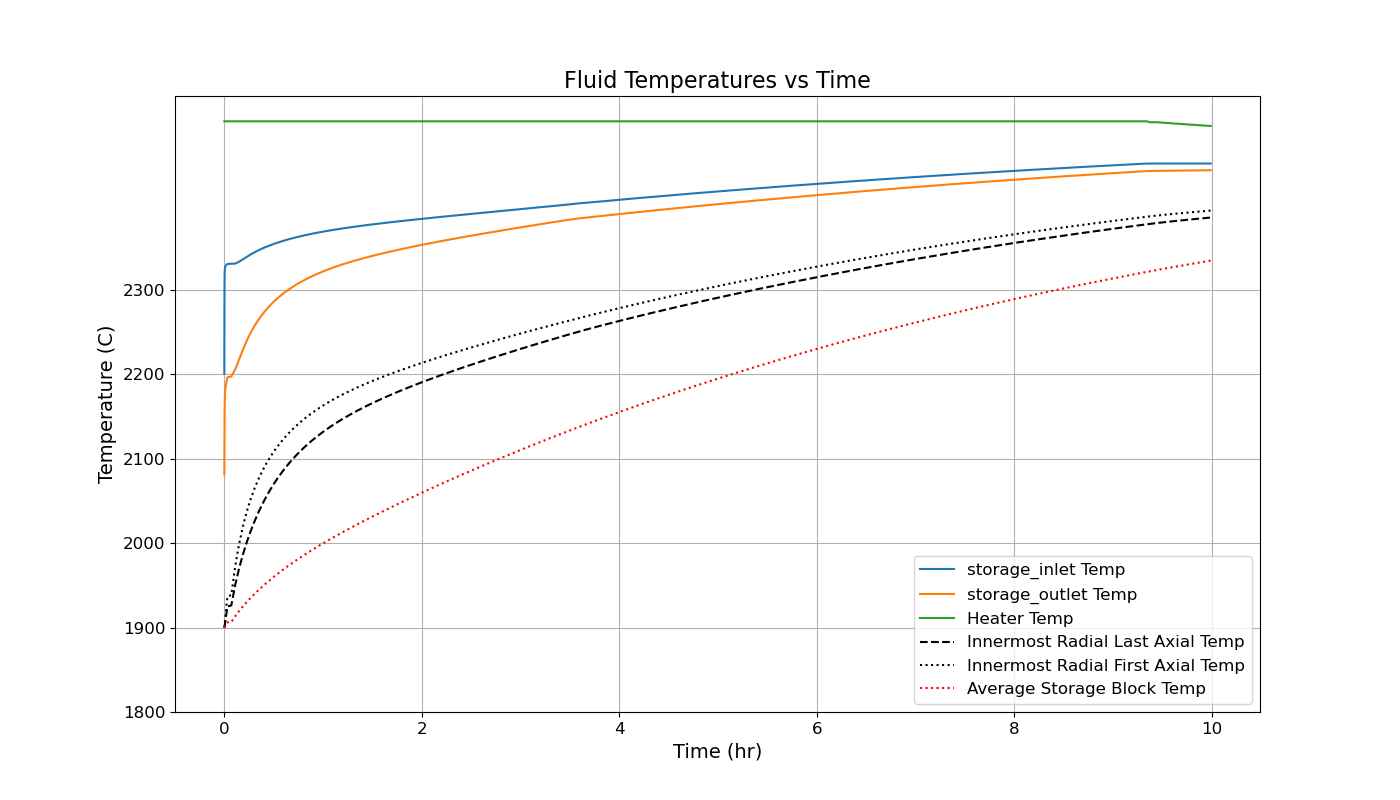 Fluid Temperatures vs Time
Temperature (C)
2300
2200
2100
2000
1900
1800
storage_inlet Temp
storage_outlet Temp
Heater Temp
Innermost Radial Last Axial Temp
Innermost Radial First Axial Temp
Average Storage Block Temp
0 2 4 6 8 10
Time (hr)